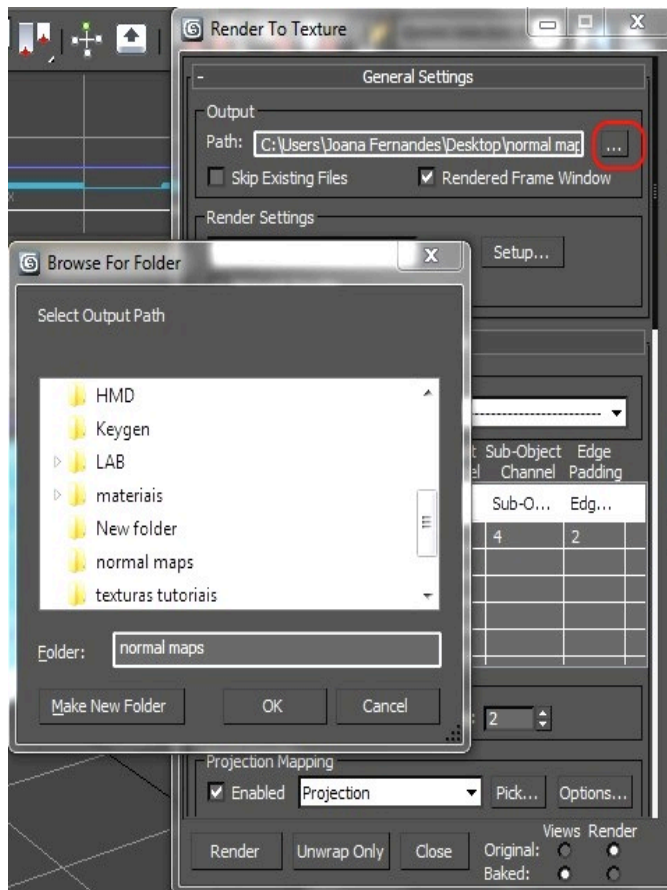 Render To Texture
General Settings
Output
Path: C:\Users\Joana Fernandes\Desktop\normal map
...
Skip Existing Files
Rendered Frame Window
Render Settings
Setup...
Browse For Folder
Select Output Path
HMD
Keygen
LAB
materiais
New folder
normal maps
texturas tutoriais
Folder: normal maps
Make New Folder
OK
Cancel
Sub-Object Channel
Edge Padding
Sub-O...
Edg...
4
2
2
Projection Mapping
Enabled
Projection
Pick...
Options...
Render
Unwrap Only
Close
Views Render
Original:
Baked: